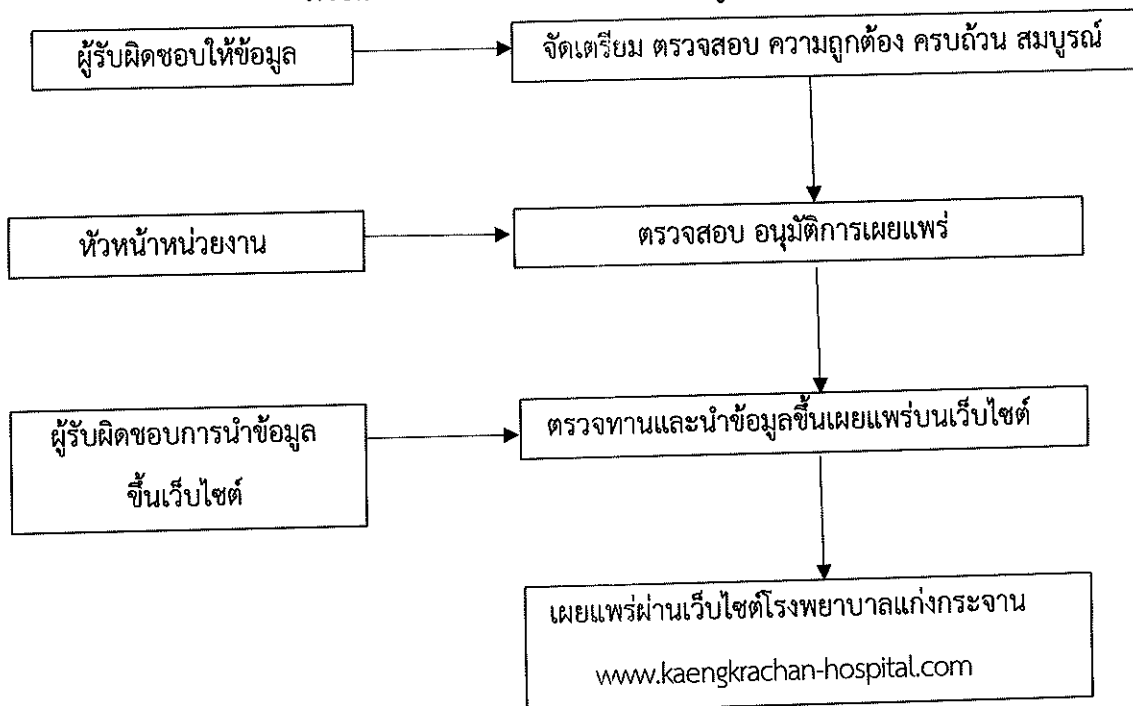 ผู้รับผิดชอบให้ข้อมูล
จัดเตรียม ตรวจสอบ ความถูกต้อง ครบถ้วน สมบูรณ์
หัวหน้าหน่วยงาน
ตรวจสอบ อนุมัติการเผยแพร่
ผู้รับผิดชอบการนำข้อมูล
ขึ้นเว็บไซต์
ตรวจทานและนำข้อมูลขึ้นเผยแพร่บนเว็บไซต์
เผยแพร่ผ่านเว็บไซต์โรงพยาบาลแก่งกระจาน
www.kaengkrachan-hospital.com